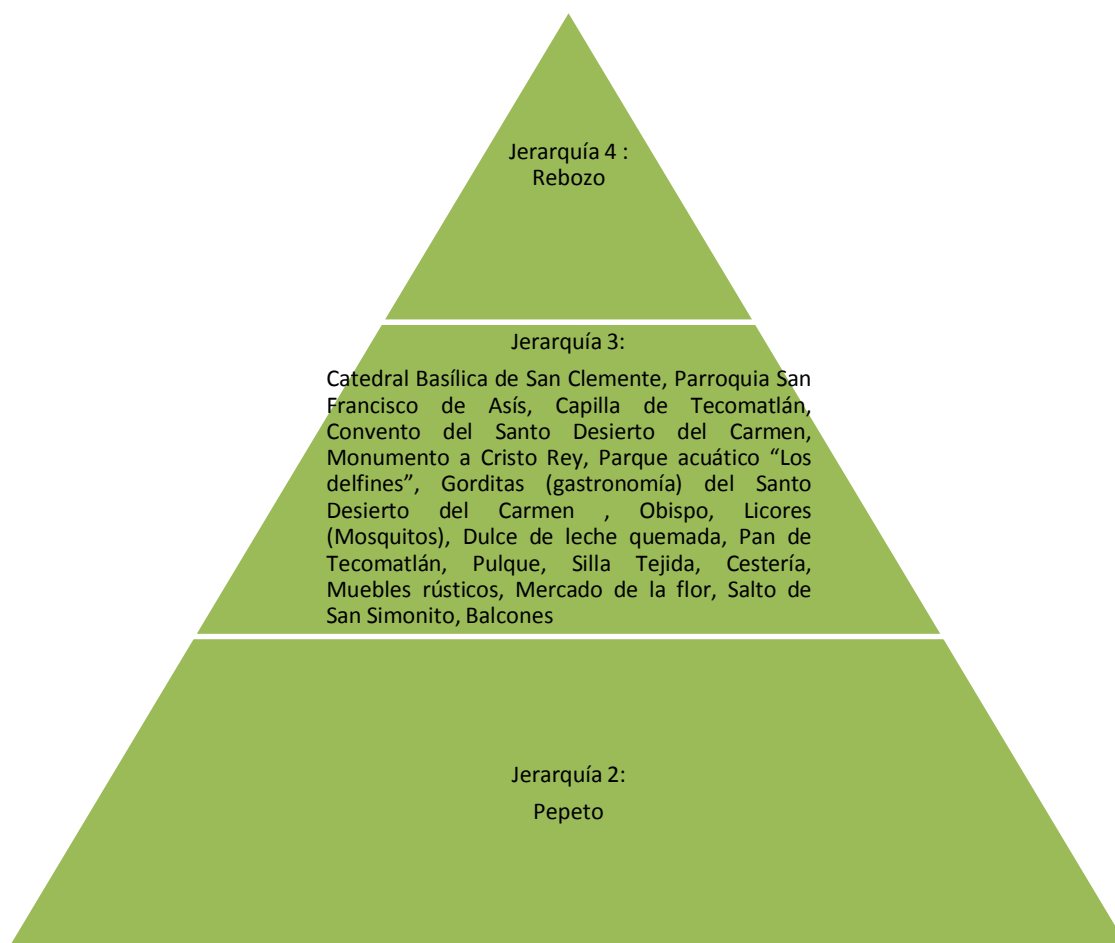 Jerarquía 4 :
Rebozo
Jerarquía 3:
Catedral Basílica de San Clemente, Parroquia San
Francisco de Asís, Capilla de Tecomatlán,
Convento del Santo Desierto del Carmen,
Monumento a Cristo Rey, Parque acuático “Los
delfines”, Gorditas (gastronomía) del Santo
Desierto del Carmen , Obispo, Licores
(Mosquitos), Dulce de leche quemada, Pan de
Tecomatlán, Pulque, Silla Tejida, Cestería,
Muebles rústicos, Mercado de la flor, Salto de
San Simonito, Balcones
Jerarquía 2:
Pepeto